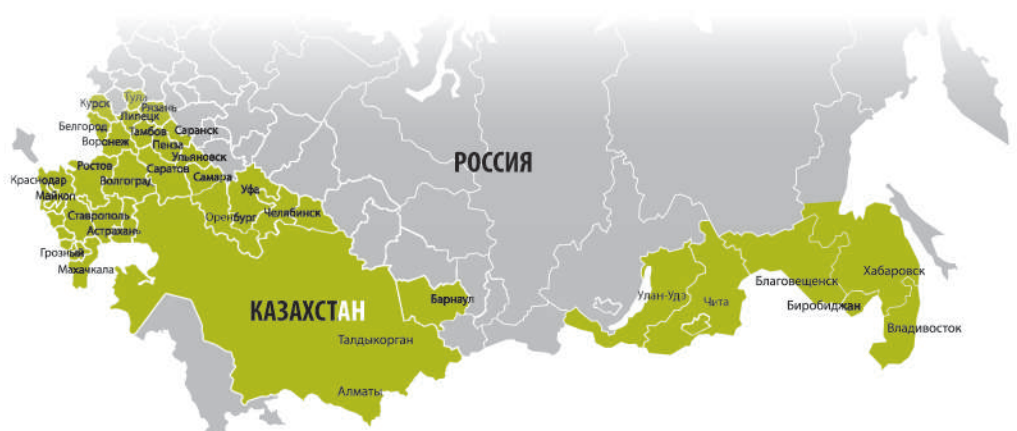 Тула
Курск
Рязань
Липецк
Белгород
Тамбов
Саранск
Воронеж
Пенза
Ульяновск
РОССИЯ
Ростов
Саратов
Самара
Краснодар
Волгоград
Уфа
Майкоп
Ставрополь
Оренбург
Челябинск
Астрахань
Грозный
Махачкала
Хабаровск
Благовещенск
Улан-Удэ
Чита
Барнаул
Биробиджан
КАЗАХСТАН
Владивосток
Талдыкорган
Алматы